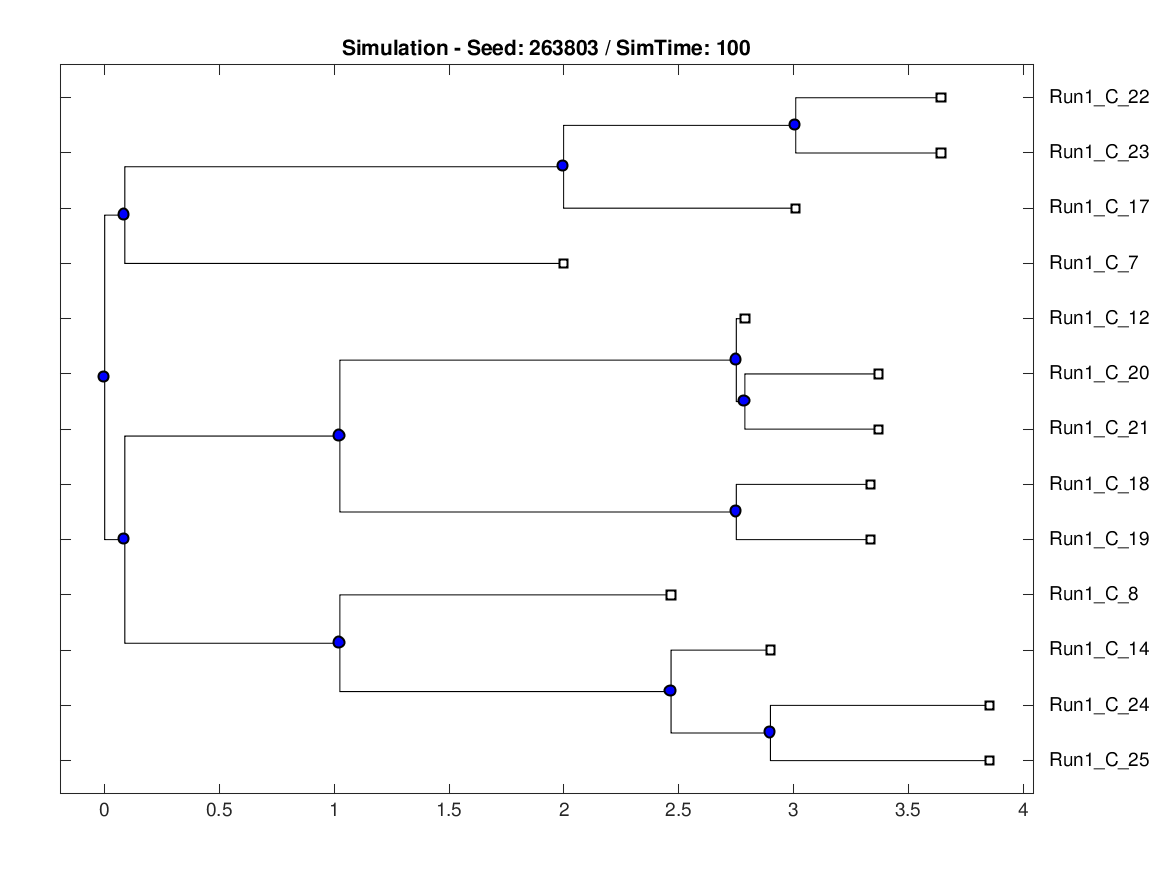 Simulation - Seed: 263803 / SimTime: 100
Run1_C_22
Run1_C_23
Run1_C_17
Run1_C_7
Run1_C_12
Run1_C_20
Run1_C_21
Run1_C_18
Run1_C_19
Run1_C_8
Run1_C_14
Run1_C_24
Run1_C_25
0 0.5 1 1.5 2 2.5 3 3.5 4